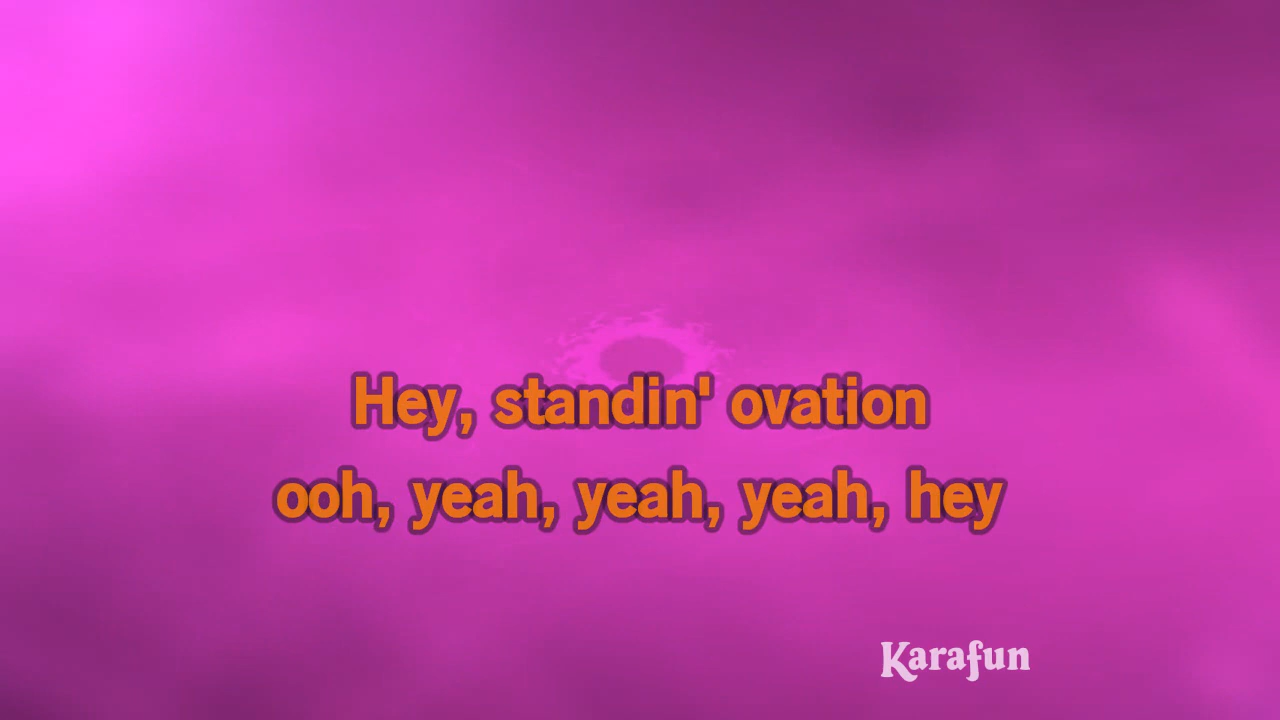 Hey, standin' ovation
ooh, yeah, yeah, yeah, hey
Karafun